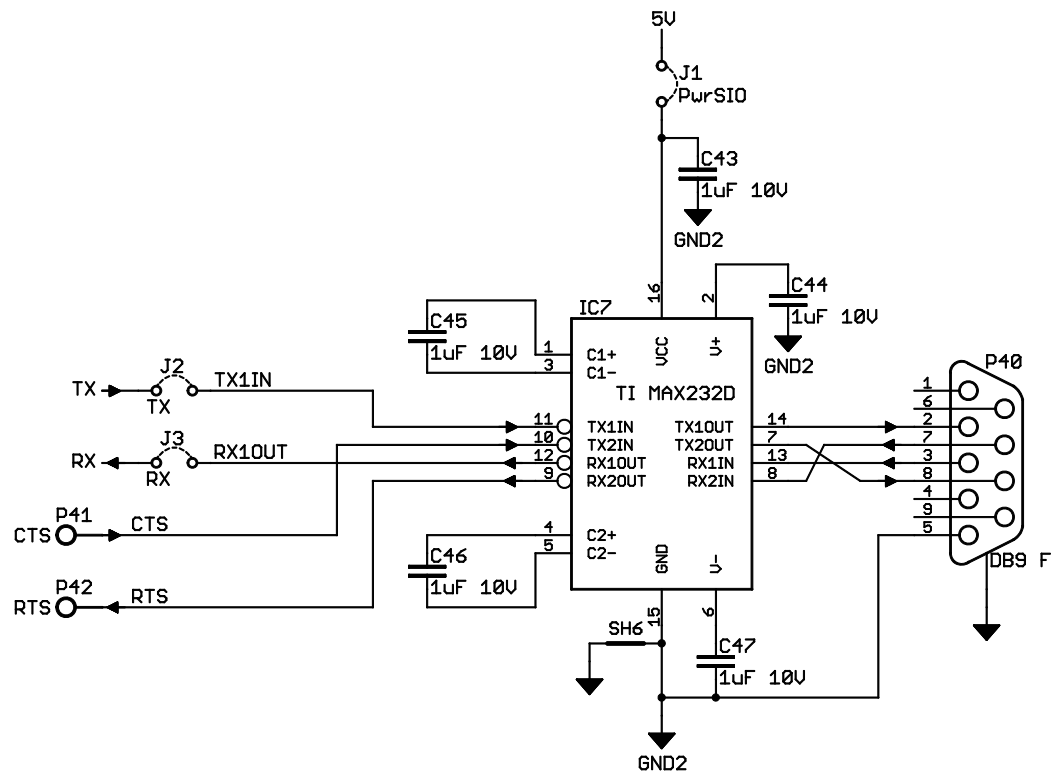 5V
J1
PwrSIO
C43
1uF 10V
GND2
16
2
C44
1uF 10V
GND2
IC7
C45
1uF 10V
1
3
C1+
C1-
VCC
V+
TI MAX232D
P40
J2
TX
TX
TX1IN
J3
RX
RX
RX1OUT
11
10
12
9
TX1IN
TX2IN
RX1OUT
RX2OUT
TX1OUT
TX2OUT
RX1IN
RX2IN
14
7
13
8
1
6
2
7
3
8
4
9
5
DB9 F
P41
CTS
CTS
P42
RTS
RTS
4
5
C2+
C2-
GND
V-
C46
1uF 10V
SH6
15
6
C47
1uF 10V
GND2